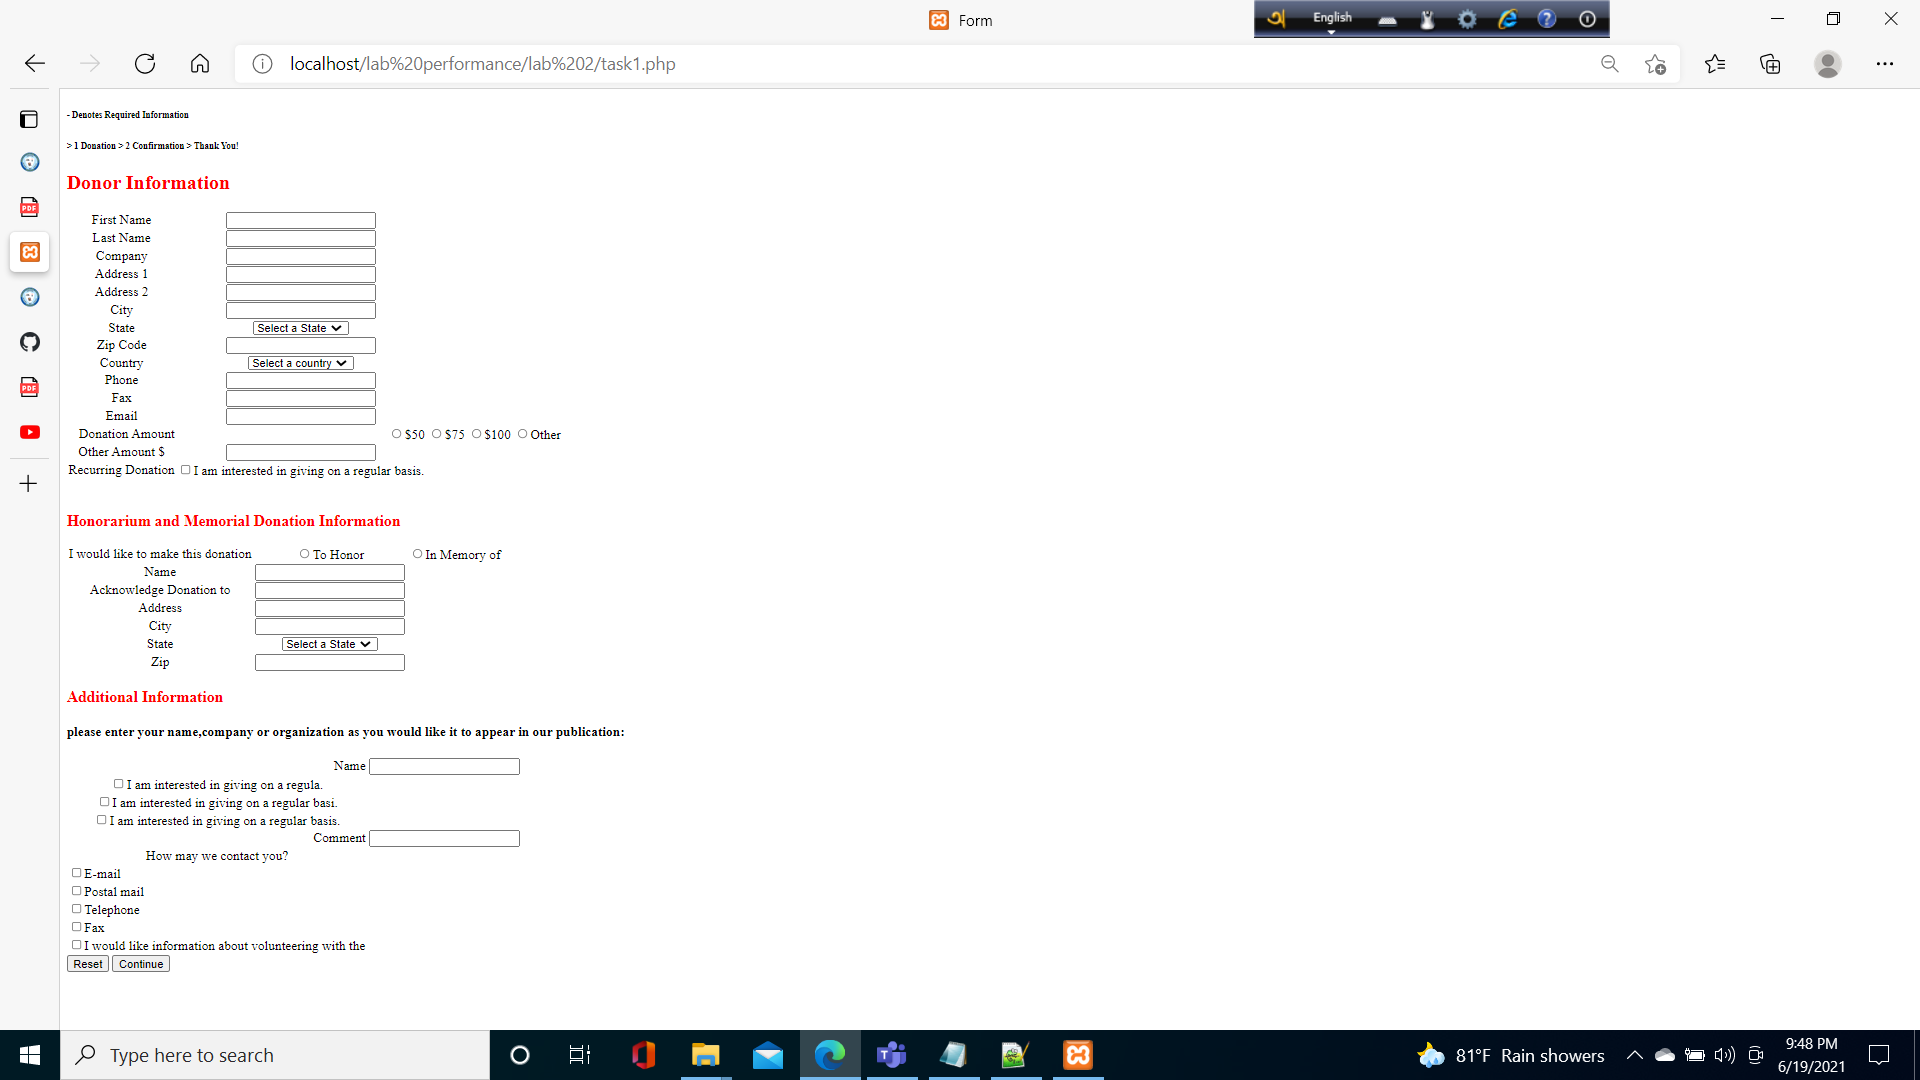 Form
English
localhost/lab%20performance/lab%202/task1.php
- Denotes Required Information
> 1 Donation > 2 Confirmation > Thank You!
Donor Information
First Name
Last Name
Company
Address 1
Address 2
City
State Select a State
Zip Code
Country Select a country
Phone
Fax
Email
Donation Amount $50 $75 $100 Other
Other Amount $
Recurring Donation I am interested in giving on a regular basis.
Honorarium and Memorial Donation Information
I would like to make this donation To Honor In Memory of
Name
Acknowledge Donation to
Address
City
State Select a State
Zip
Additional Information
please enter your name,company or organization as you would like it to appear in our publication:
Name
I am interested in giving on a regula.
I am interested in giving on a regular basi.
I am interested in giving on a regular basis.
Comment
How may we contact you?
E-mail
Postal mail
Telephone
Fax
I would like information about volunteering with the
Reset Continue
Type here to search
81°F Rain showers
9:48 PM
6/19/2021